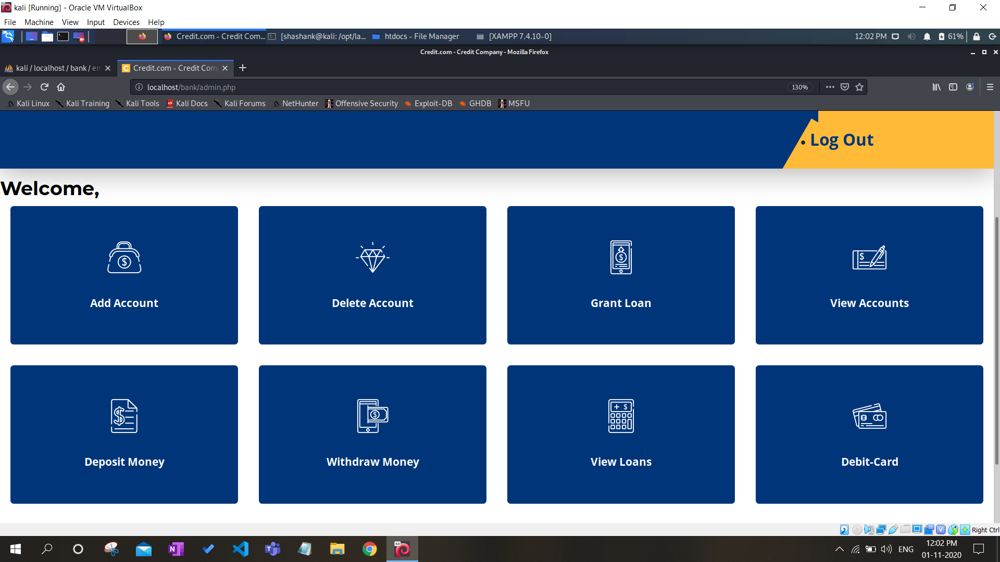 kali [Running] - Oracle VM VirtualBox
File Machine View Input Devices Help
Credit.com - Credit Com... [shashank@kali: /opt/la... htdocs - File Manager [XAMPP 7.4.10-0] 12:02 PM 61%
Credit.com - Credit Company - Mozilla Firefox
kali / localhost / bank / em Credit.com - Credit Com
localhost/bank/admin.php 130%
Kali Linux Kali Training Kali Tools Kali Docs Kali Forums NetHunter Offensive Security Exploit-DB GHDB MSFU
• Log Out
Welcome,
Add Account Delete Account Grant Loan View Accounts
Deposit Money Withdraw Money View Loans Debit-Card
Right Ctrl
ENG 12:02 PM
01-11-2020